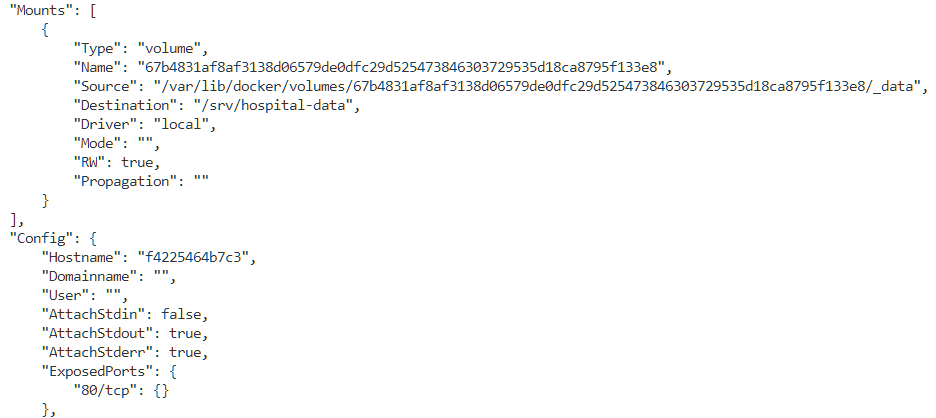 "Mounts": [
{
"Type": "volume",
"Name": "67b4831af8af3138d06579de0dfc29d525473846303729535d18ca8795f133e8",
"Source": "/var/lib/docker/volumes/67b4831af8af3138d06579de0dfc29d525473846303729535d18ca8795f133e8/_data",
"Destination": "/srv/hospital-data",
"Driver": "local",
"Mode": "",
"RW": true,
"Propagation": ""
}
],
"Config": {
"Hostname": "f4225464b7c3",
"Domainname": "",
"User": "",
"AttachStdin": false,
"AttachStdout": true,
"AttachStderr": true,
"ExposedPorts": {
"80/tcp": {}
},